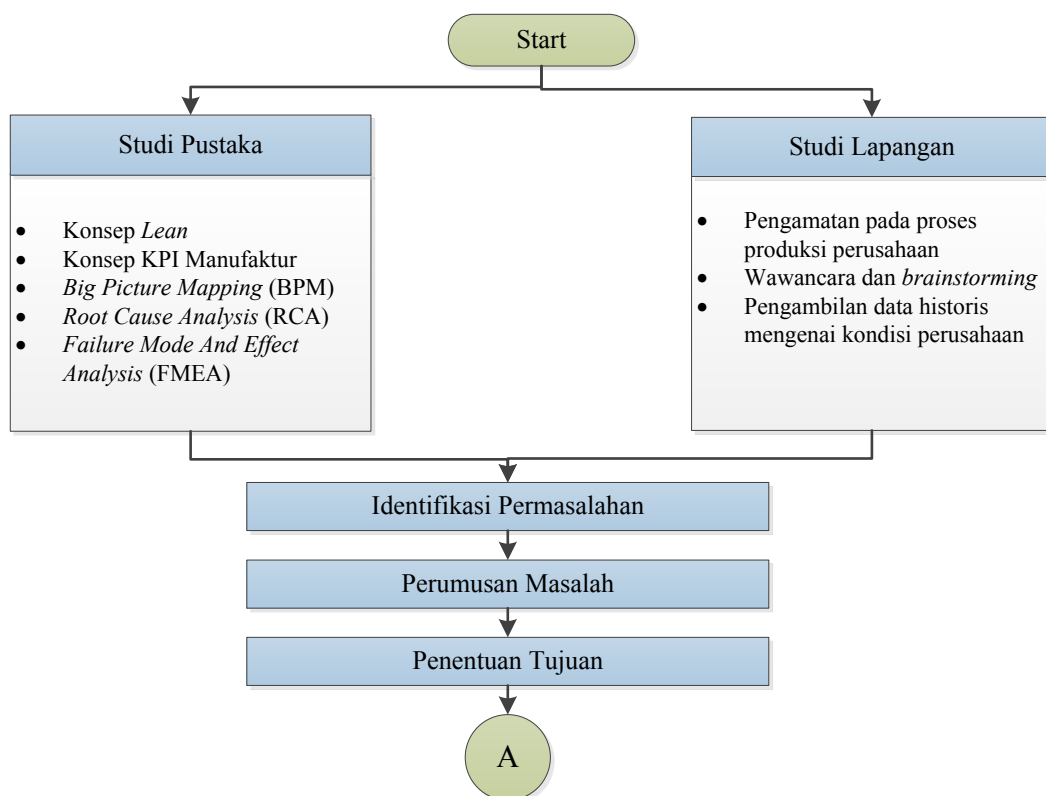 Start
Studi Pustaka
• Konsep Lean
• Konsep KPI Manufaktur
• Big Picture Mapping (BPM)
• Root Cause Analysis (RCA)
• Failure Mode And Effect
Analysis (FMEA)
Studi Lapangan
• Pengamatan pada proses
produksi perusahaan
• Wawancara dan brainstorming
• Pengambilan data historis
mengenai kondisi perusahaan
Identifikasi Permasalahan
Perumusan Masalah
Penentuan Tujuan
A